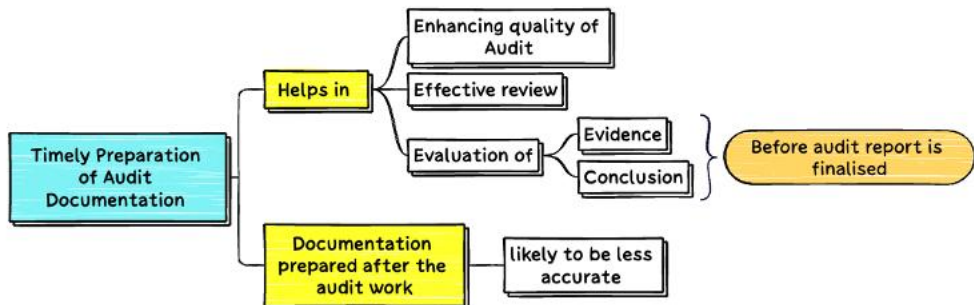 Timely Preparation
of Audit
Documentation
Helps in
Enhancing quality of
Audit
Effective review
Evaluation of
Evidence
Conclusion
Before audit report is
finalised
Documentation
prepared after the
audit work
likely to be less
accurate